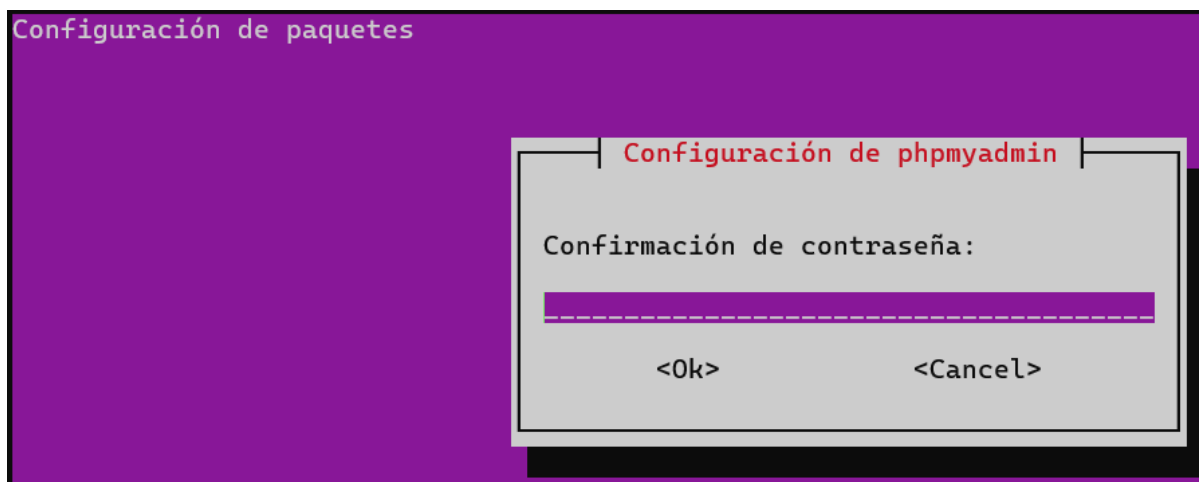 Configuración de paquetes
Configuración de phpmyadmin
Confirmación de contraseña:
<Ok> <Cancel>